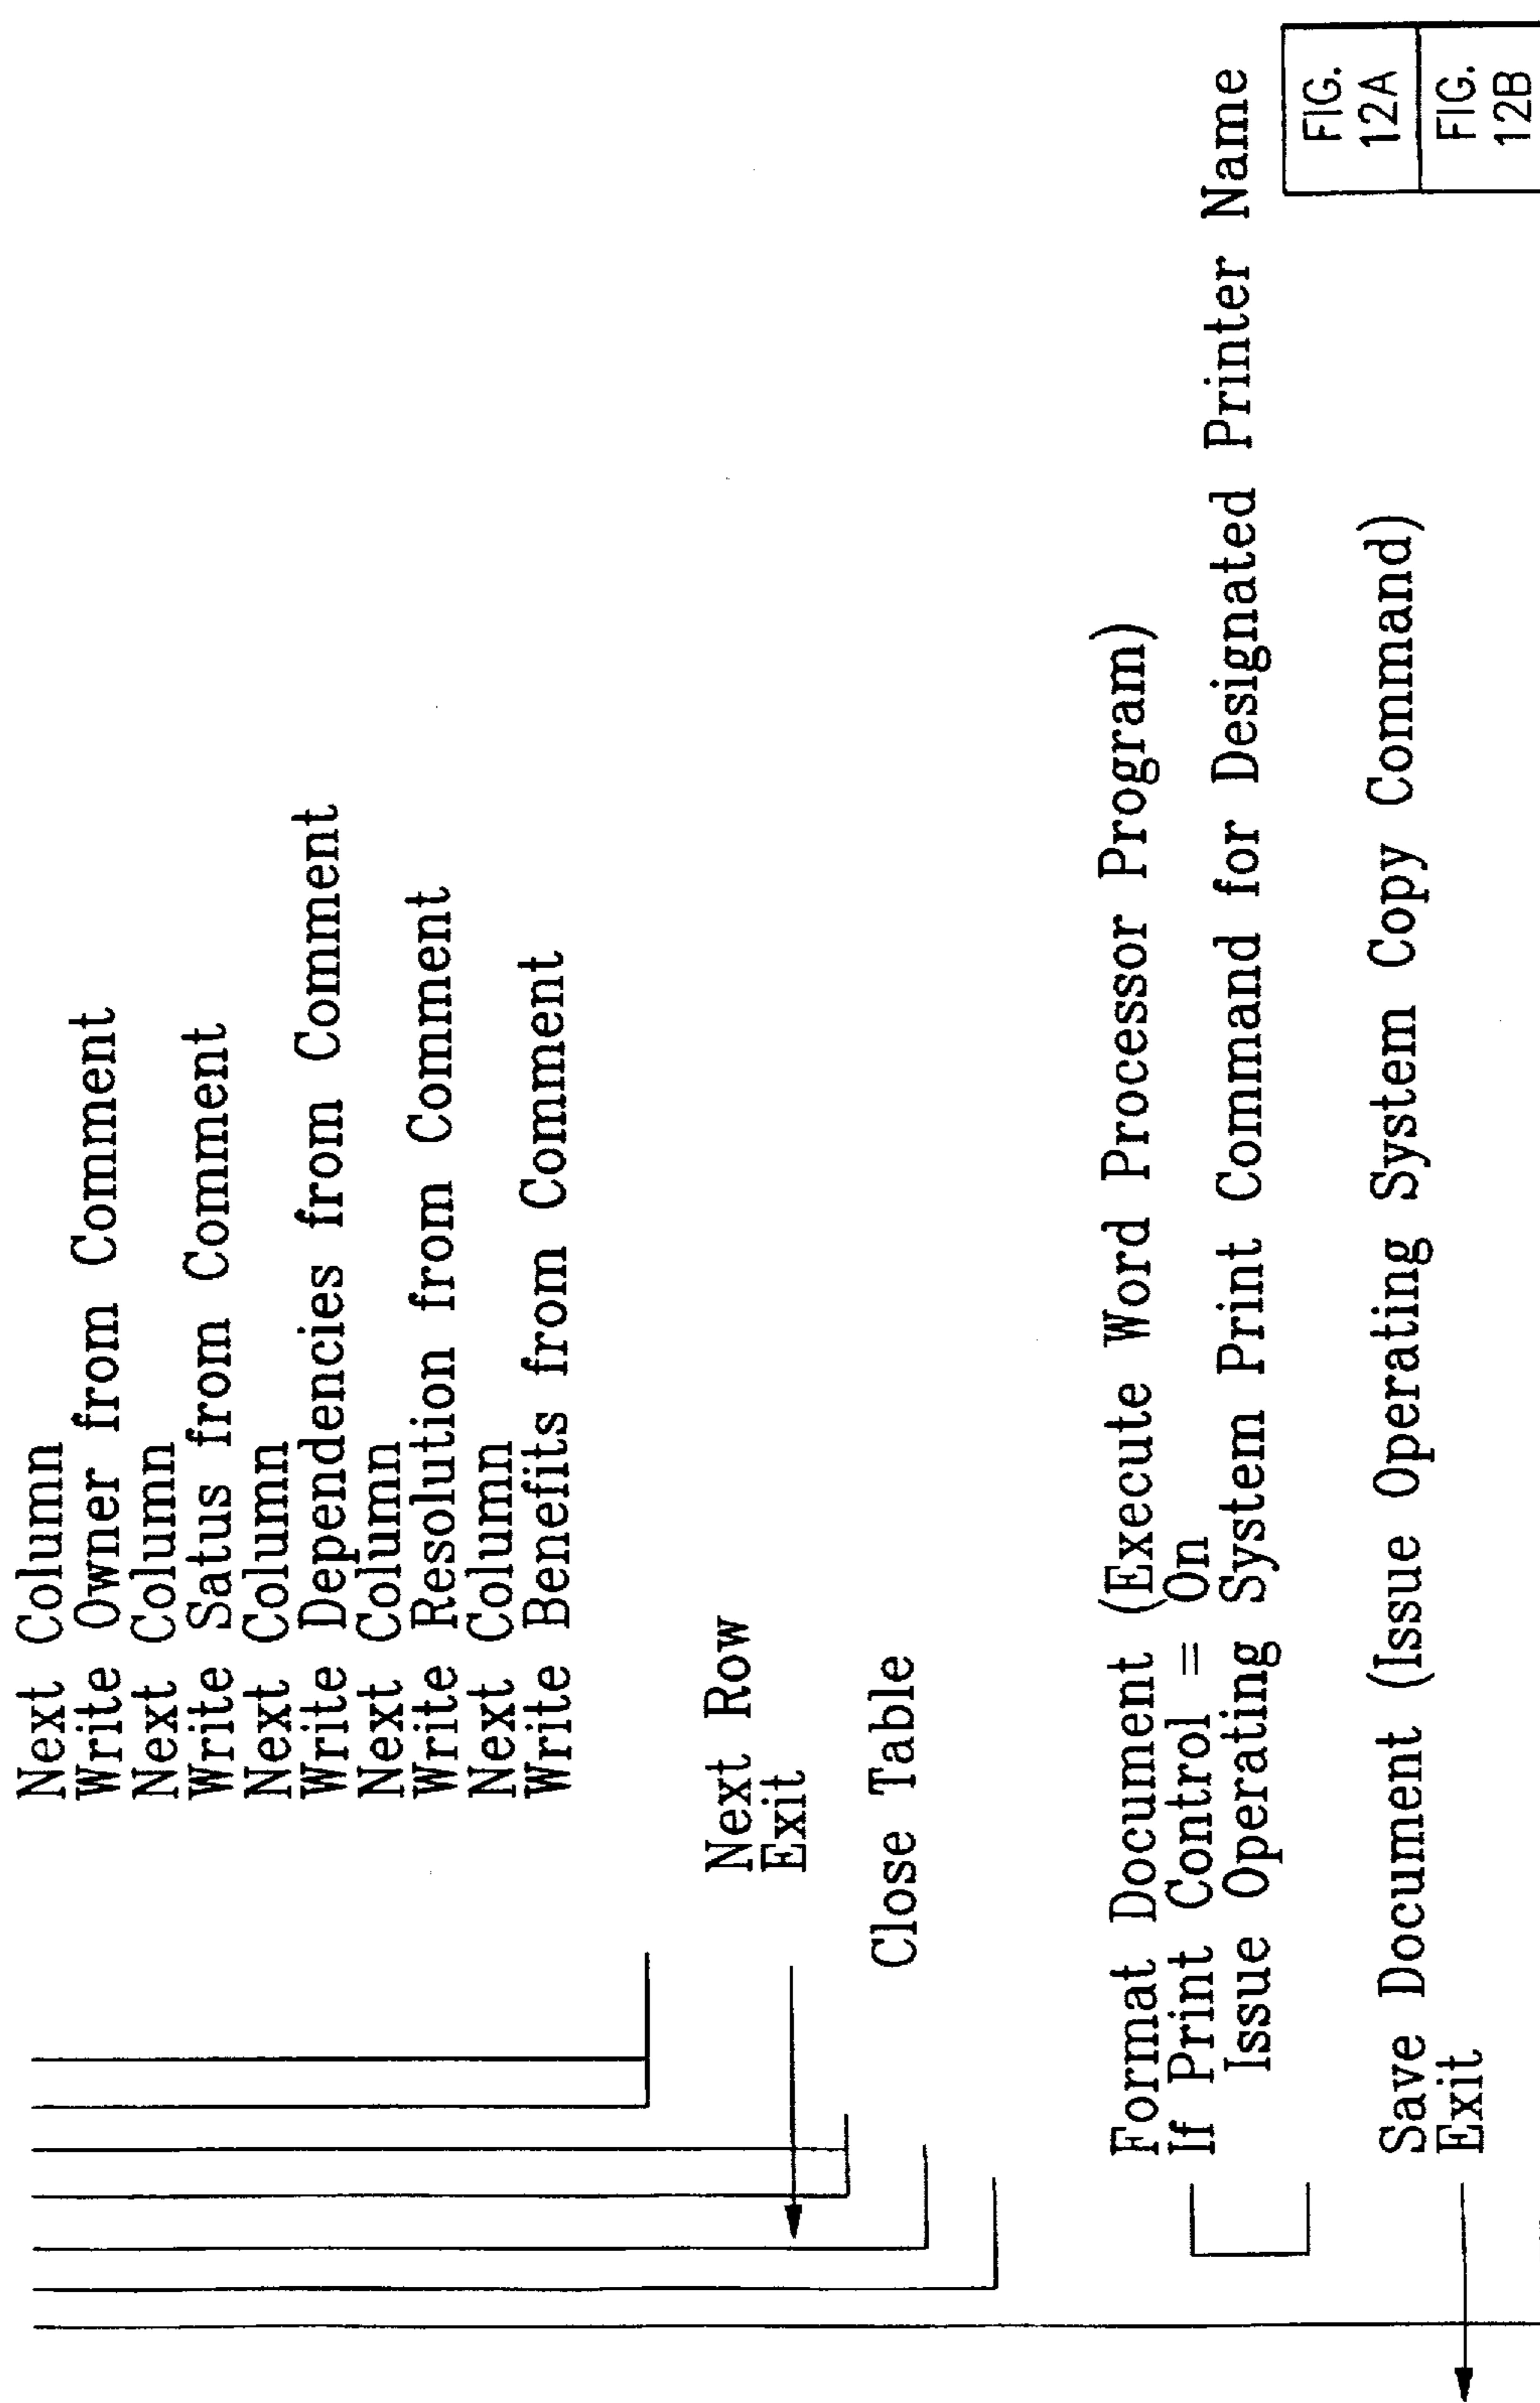 Next Column
Write Owner from Comment
Next Column
Write Satus from Comment
Next Column
Write Dependencies from Comment
Next Column
Write Resolution from Comment
Next Column
Write Benefits from Comment
Next Row
Exit
Close Table
Format Document (Execute Word Processor Program)
If Print Control = On
Issue Operating System Print Command for Designated Printer Name
Save Document (Issue Operating System Copy Command)
Exit
FIG.
12A
FIG.
12B